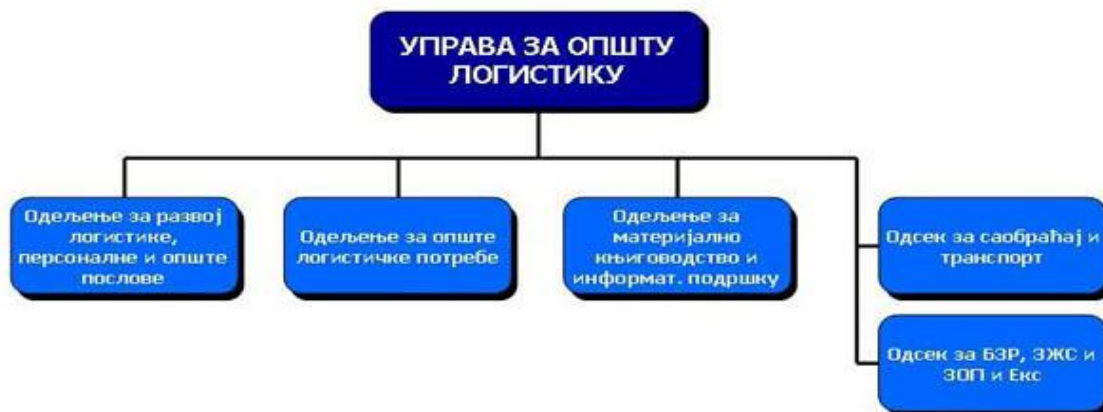 УПРАВА ЗА ОПШТУ
ЛОГИСТИКУ
Одељење за развој
логистике,
персоналне и опште
послове
Одељење за опште
логистичке потребе
Одељење за
материјално
књиговодство и
информат. подршку
Одсек за саобраћај и
транспорт
Одсек за БЗР, ЗЖС и
ЗОП и Екс